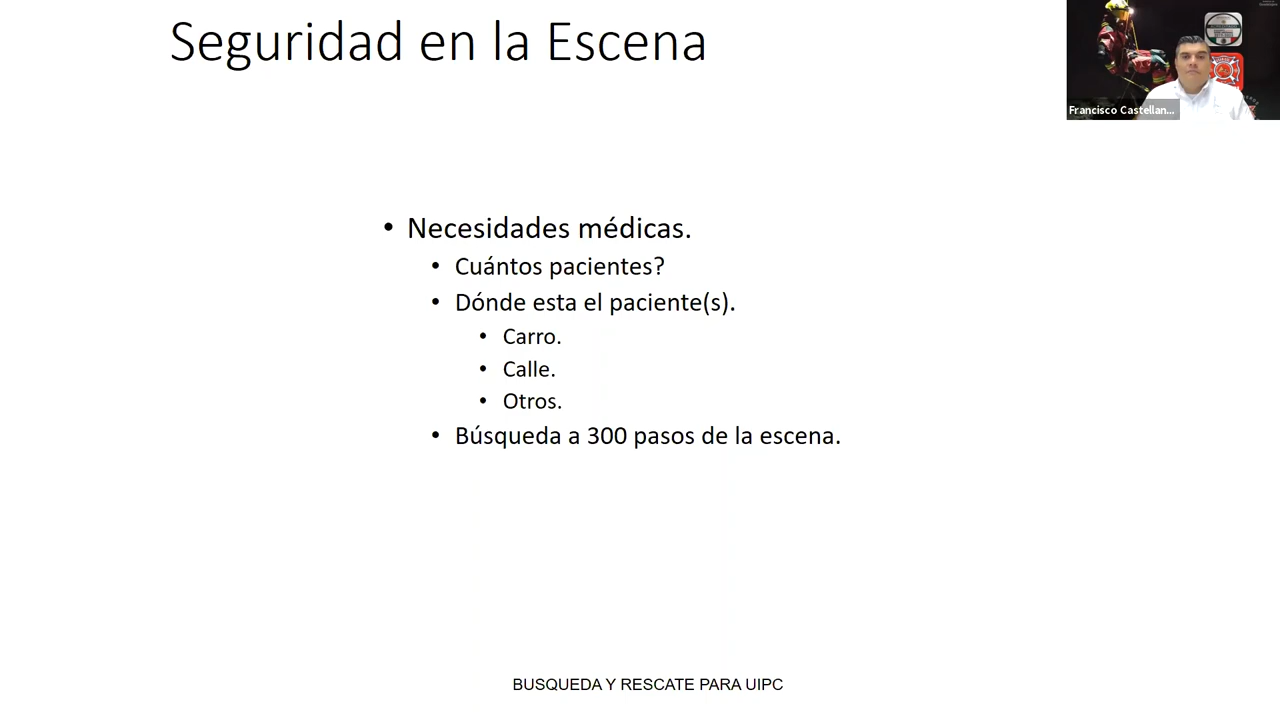 Seguridad en la Escena
Francisco Castellan...
• Necesidades médicas.
• Cuántos pacientes?
• Dónde esta el paciente(s).
• Carro.
• Calle.
• Otros.
• Búsqueda a 300 pasos de la escena.
BUSQUEDA Y RESCATE PARA UIPC